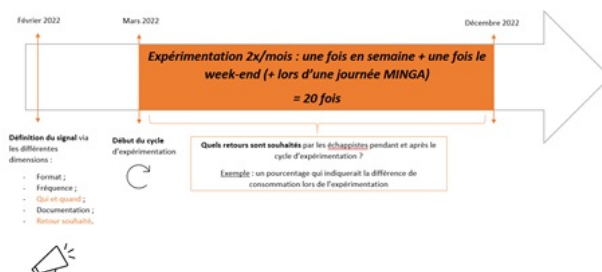 Février 2022
Mars 2022
Décembre 2022
Expérimentation 2x/mois : une fois en semaine + une fois le
week-end (+ lors d'une journée MINGA)
= 20 fois
Définition du signal via
les différentes
dimensions :
- Format ;
- Fréquence ;
- Qui et quand ;
- Documentation ;
- Retour souhaité.
Début du cycle
d'expérimentation
Quels retours sont souhaités par les échappistes pendant et après le
cycle d'expérimentation ?
Exemple : un pourcentage qui indiquerait la différence de
consommation lors de l'expérimentation